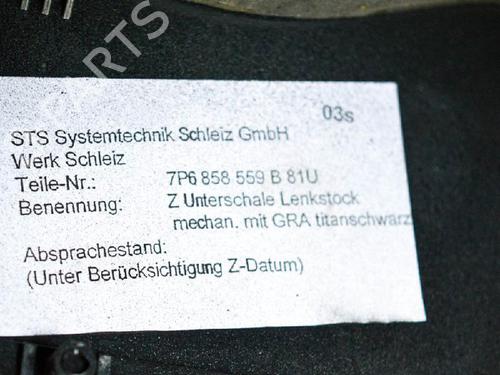 PARTS
03s
STS Systemtechnik Schleiz GmbH
Werk Schleiz
Teile-Nr.: 7P6 858 559 B 81U
Benennung: Z Unterschale Lenkstock
mechan. mit GRA titanschwarz
Absprachestand:
(Unter Berücksichtigung Z-Datum)